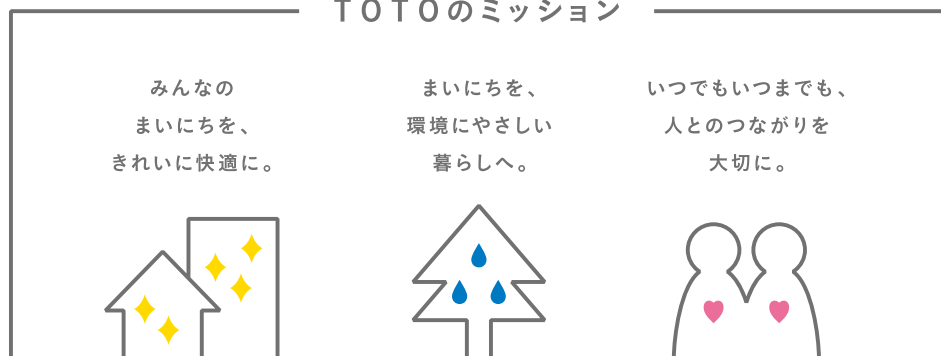 TOTOのミッション
みんなの
まいにちを、
きれいに快適に。
まいにちを、
環境にやさしい
暮らしへ。
いつでもいつまでも、
人とのつながりを
大切に。